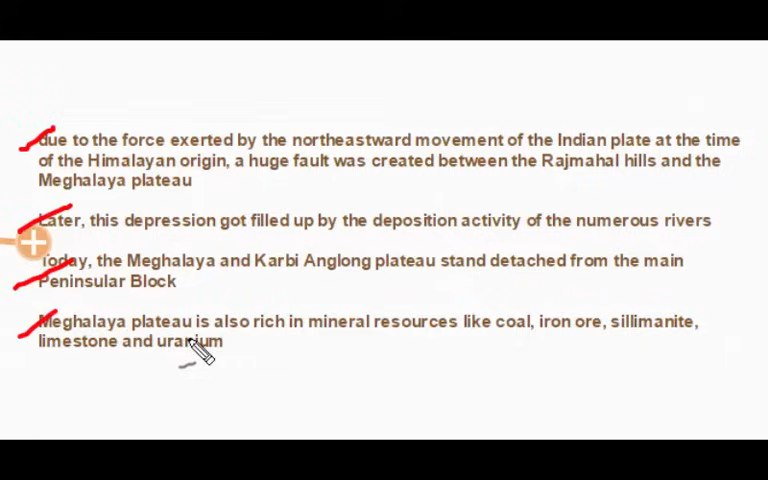 due to the force exerted by the northeastward movement of the Indian plate at the time
of the Himalayan origin, a huge fault was created between the Rajmahal hills and the
Meghalaya plateau
Later, this depression got filled up by the deposition activity of the numerous rivers
Today, the Meghalaya and Karbi Anglong plateau stand detached from the main
Peninsular Block
Meghalaya plateau is also rich in mineral resources like coal, iron ore, sillimanite,
limestone and uranium